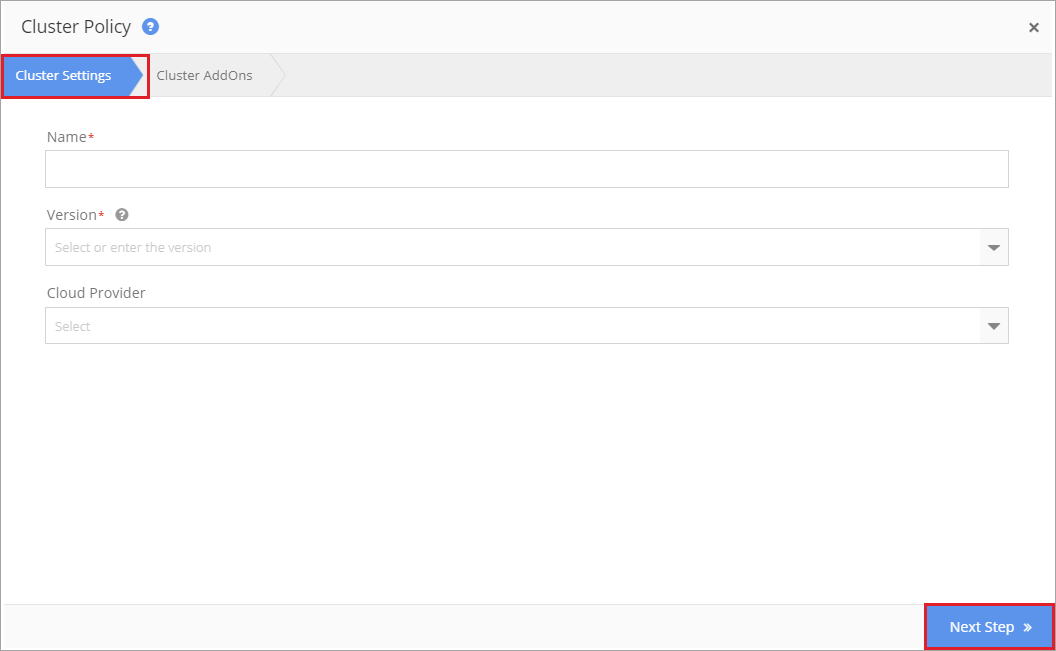 Cluster Policy ?
×
Cluster Settings
Cluster AddOns
Name*
Version* ?
Select or enter the version
Cloud Provider
Select
Next Step »